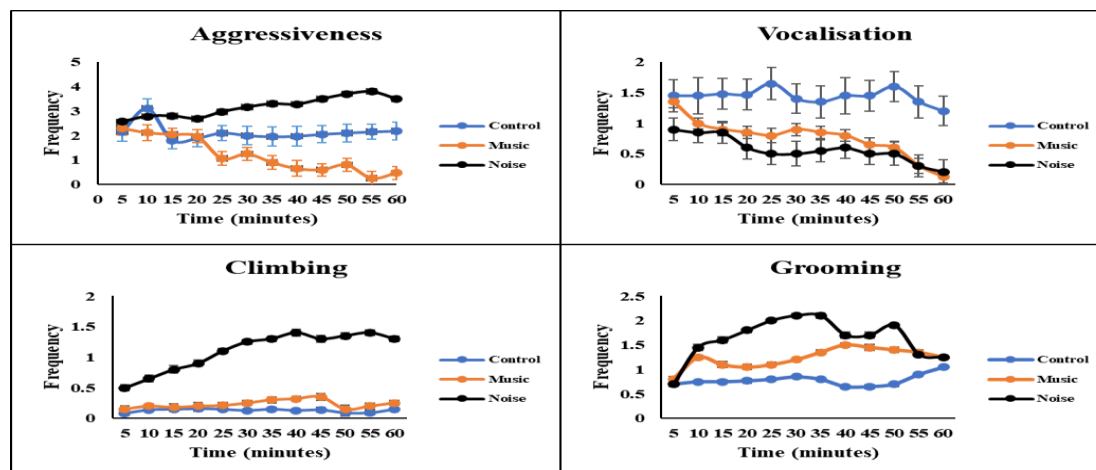 Aggressiveness
5
4
3
2
1
0
Frequency
0 5 10 15 20 25 30 35 40 45 50 55 60
Time (minutes)
Control
Music
Noise
Vocalisation
2
1.5
1
0.5
0
Frequency
5 10 15 20 25 30 35 40 45 50 55 60
Time (minutes)
Control
Music
Noise
Climbing
2
1.5
1
0.5
0
Frequency
5 10 15 20 25 30 35 40 45 50 55 60
Time (minutes)
Control
Music
Noise
Grooming
2.5
2
1.5
1
0.5
0
Frequency
5 10 15 20 25 30 35 40 45 50 55 60
Time (minutes)
Control
Music
Noise